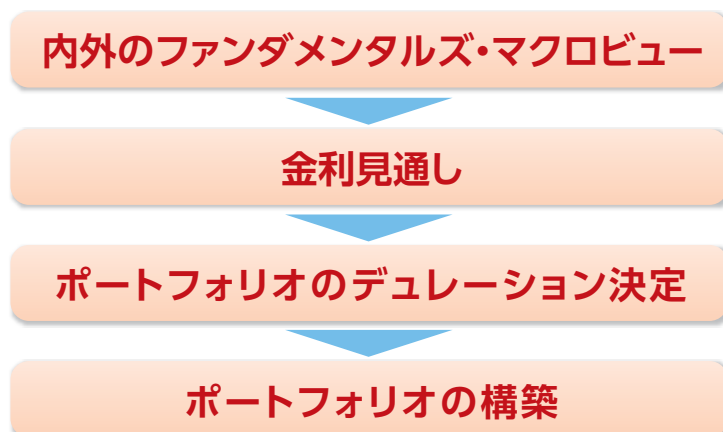 内外のファンダメンタルズ・マクロビュー
金利見通し
ポートフォリオのデュレーション決定
ポートフォリオの構築